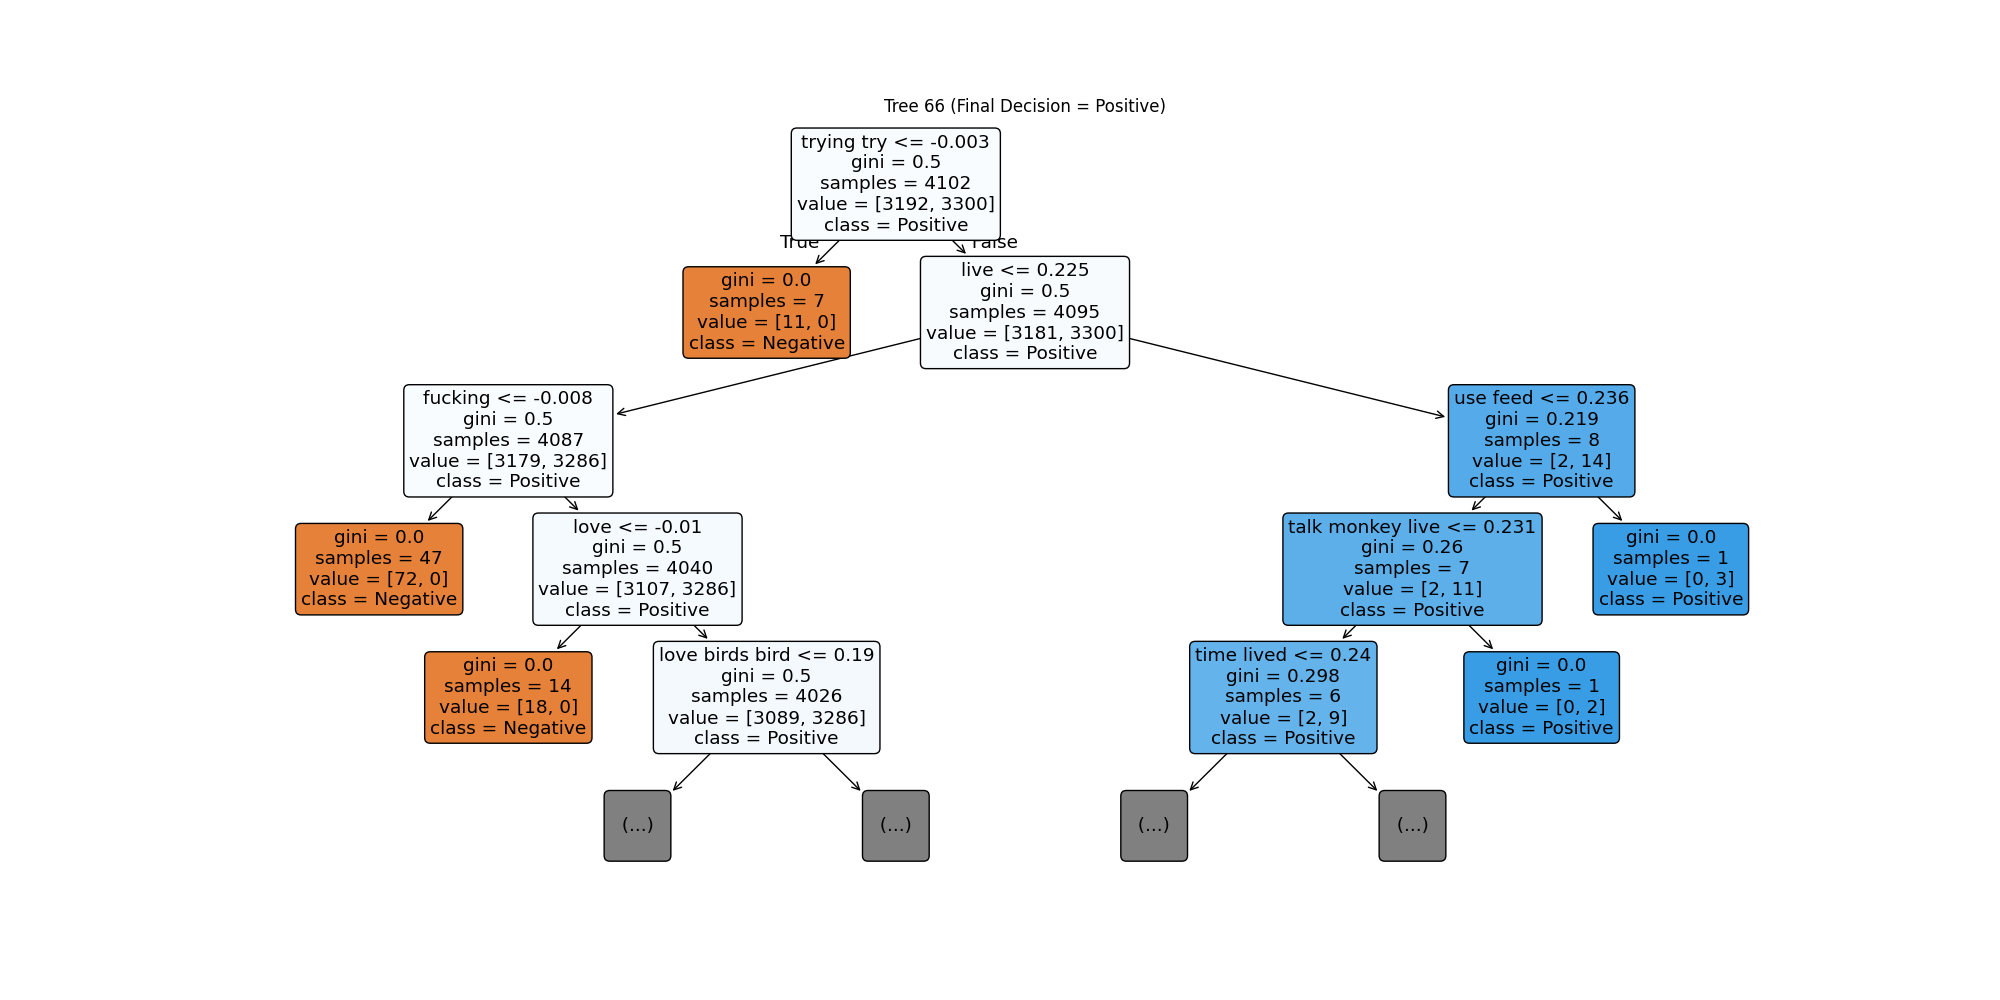 Tree 66 (Final Decision = Positive)
trying try <= -0.003
gini = 0.5
samples = 4102
value = [3192, 3300]
class = Positive
True
False
gini = 0.0
samples = 7
value = [11, 0]
class = Negative
live <= 0.225
gini = 0.5
samples = 4095
value = [3181, 3300]
class = Positive
fucking <= -0.008
gini = 0.5
samples = 4087
value = [3179, 3286]
class = Positive
use feed <= 0.236
gini = 0.219
samples = 8
value = [2, 14]
class = Positive
gini = 0.0
samples = 47
value = [72, 0]
class = Negative
love <= -0.01
gini = 0.5
samples = 4040
value = [3107, 3286]
class = Positive
talk monkey live <= 0.231
gini = 0.26
samples = 7
value = [2, 11]
class = Positive
gini = 0.0
samples = 1
value = [0, 3]
class = Positive
gini = 0.0
samples = 14
value = [18, 0]
class = Negative
love birds bird <= 0.19
gini = 0.5
samples = 4026
value = [3089, 3286]
class = Positive
time lived <= 0.24
gini = 0.298
samples = 6
value = [2, 9]
class = Positive
gini = 0.0
samples = 1
value = [0, 2]
class = Positive
(...)
(...)
(...)
(...)